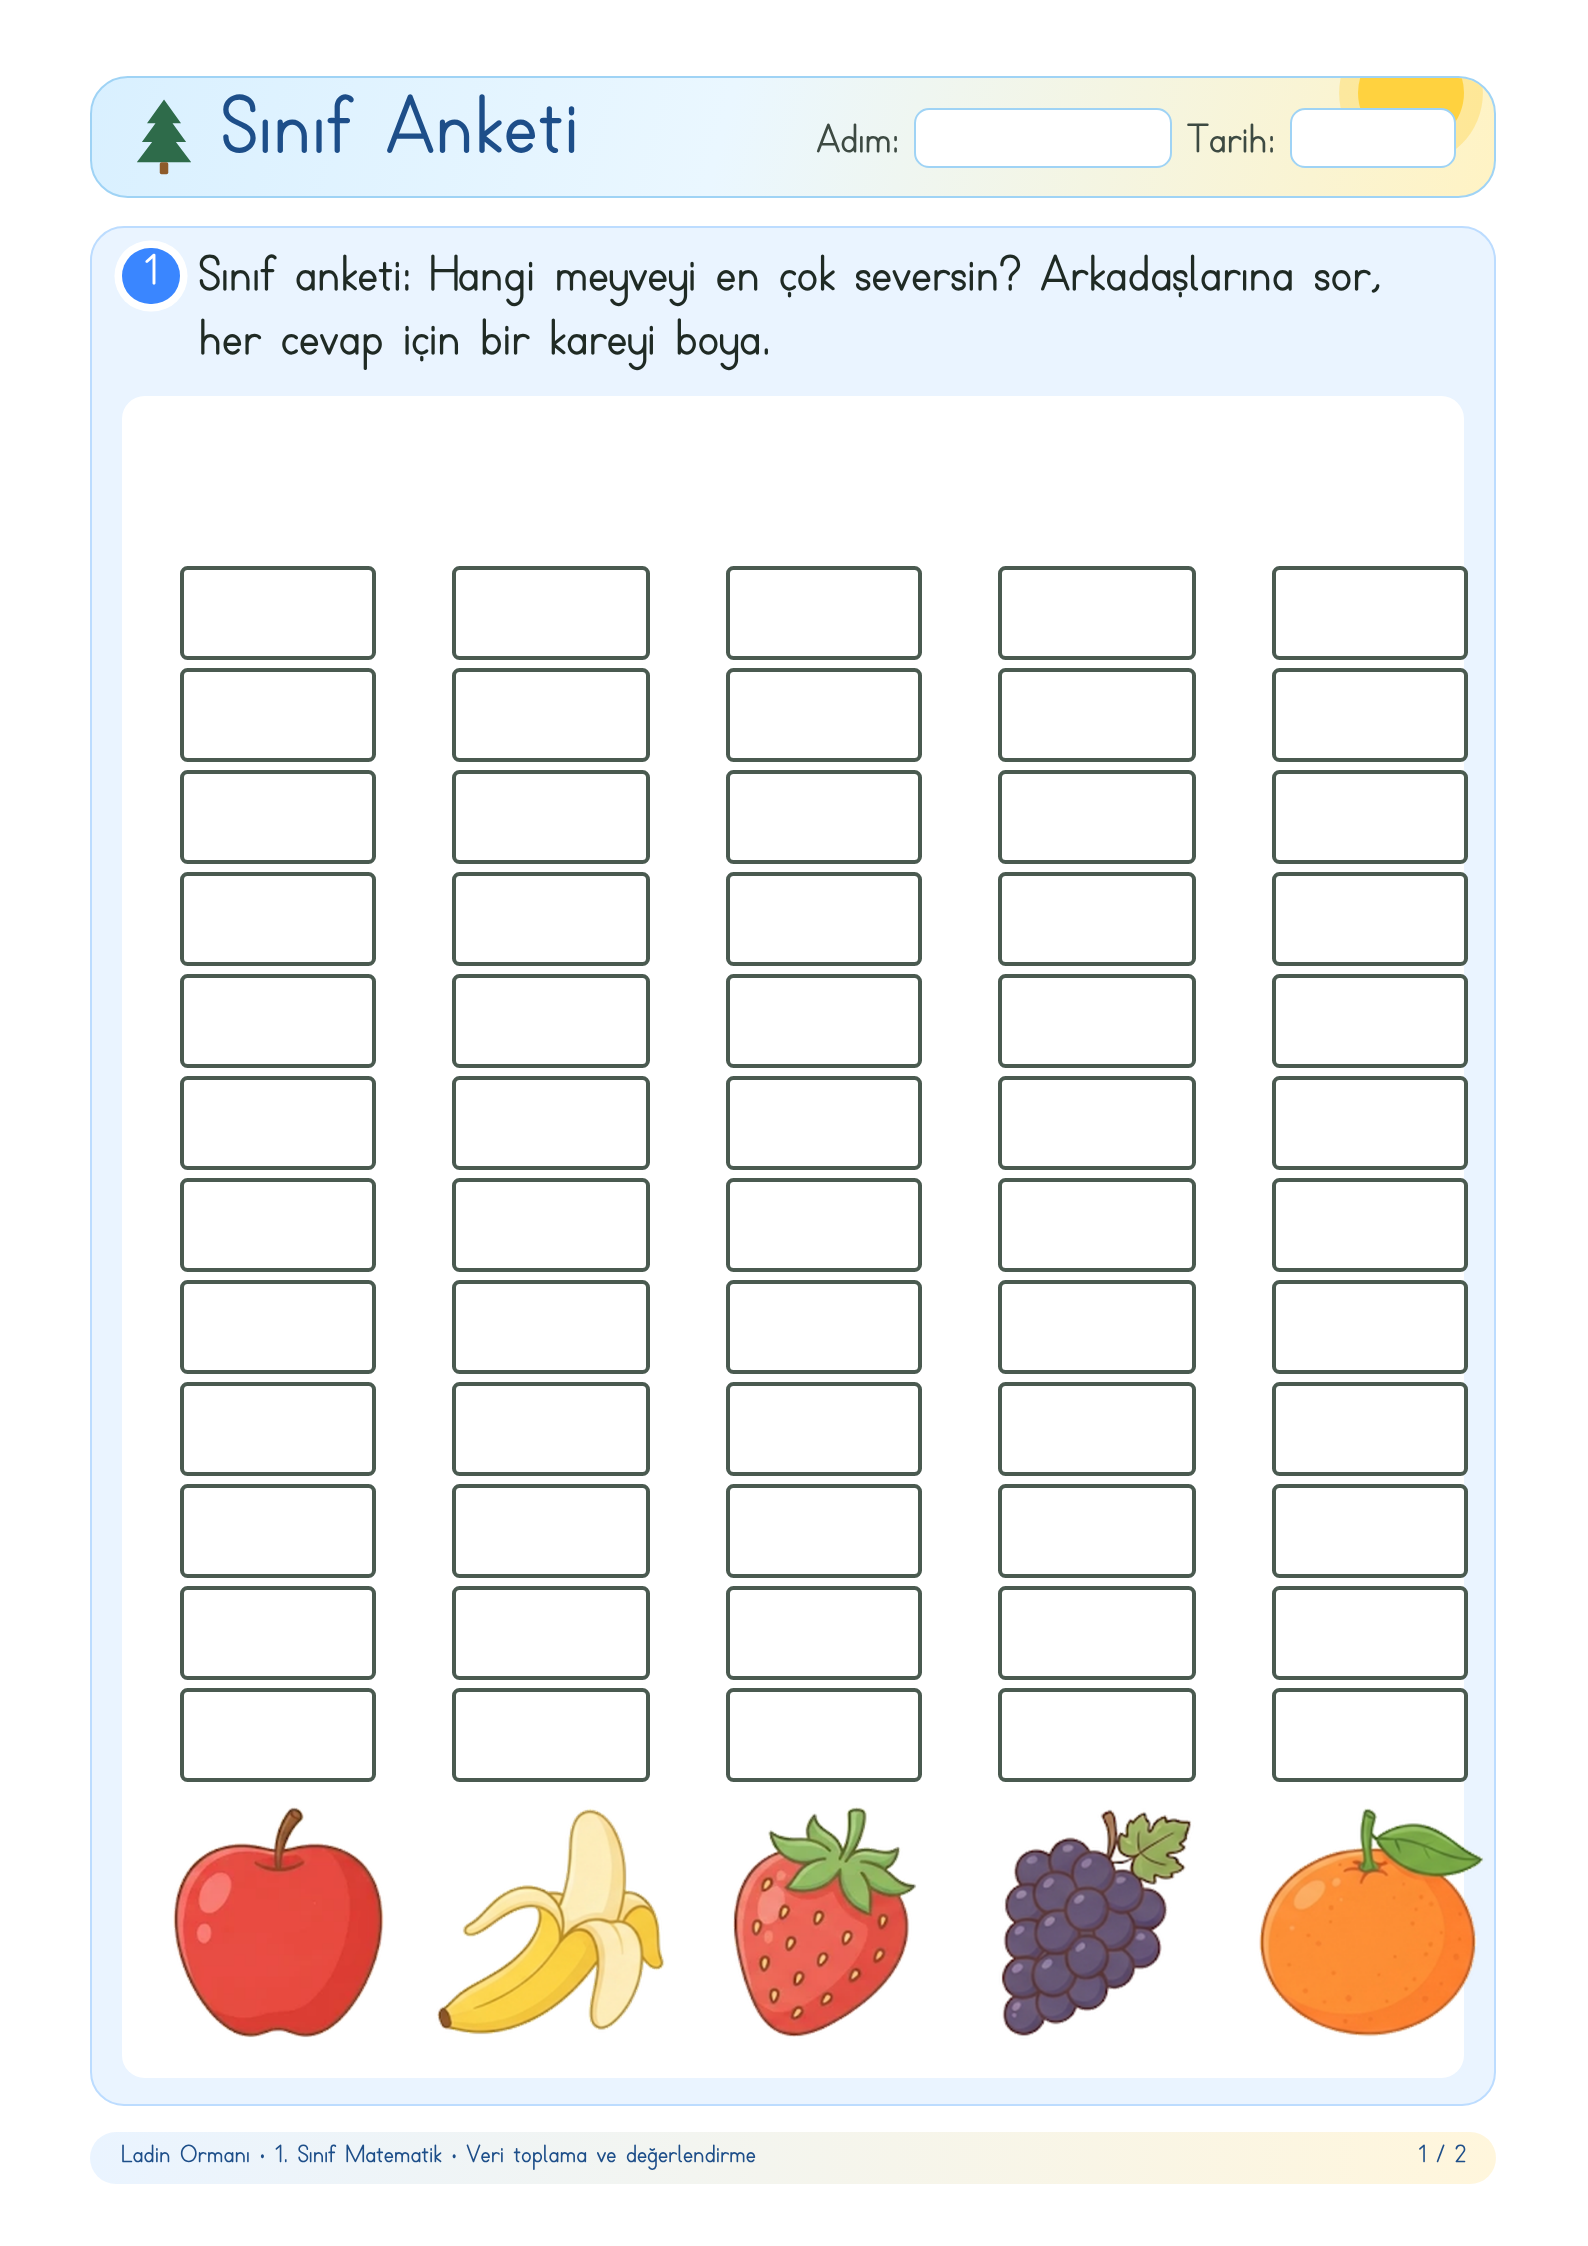 Sınıf Anketi
Adım:
Tarih:
1
Sınıf anketi: Hangi meyveyi en çok seversin? Arkadaşlarına sor,
her cevap için bir kareyi boya.
Ladin Ormanı • 1. Sınıf Matematik • Veri toplama ve değerlendirme
1 / 2